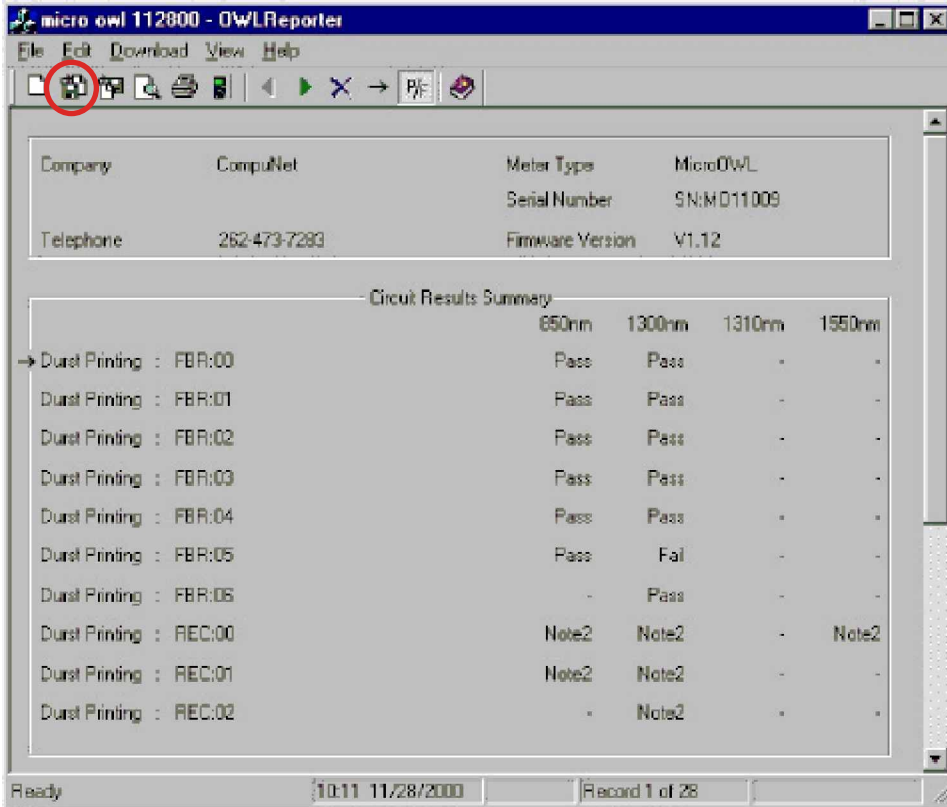 micro owl 112800 - OWLReporter
File Edit Download View Help
P/F
Company CompuNet Meter Type MicroOWL
Serial Number SN:MO11009
Telephone 262-473-7283 Firmware Version V1.12
Circuit Results Summary
850nm 1300nm 1310nm 1550nm
Durst Printing : FBR:00 Pass Pass - -
Durst Printing : FBR:01 Pass Pass - -
Durst Printing : FBR:02 Pass Pass - -
Durst Printing : FBR:03 Pass Pass - -
Durst Printing : FBR:04 Pass Pass - -
Durst Printing : FBR:05 Pass Fail - -
Durst Printing : FBR:06 - Pass - -
Durst Printing : REC:00 Note2 Note2 - Note2
Durst Printing : REC:01 Note2 Note2 - -
Durst Printing : REC:02 - Note2 - -
Ready 10:11 11/28/2000 Record 1 of 28